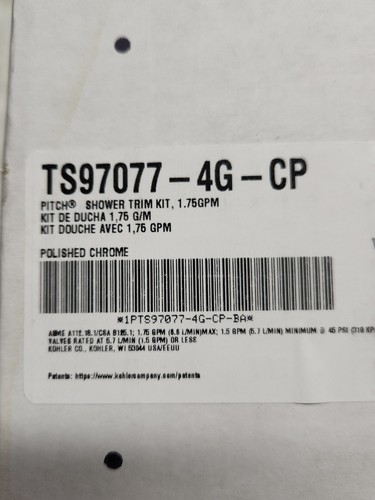 TS97077-4G-CP
PITCH® SHOWER TRIM KIT, 1.75GPM
KIT DE DUCHA 1,75 G/M
KIT DOUCHE AVEC 1,75 GPM
POLISHED CHROME
*1PTS97077-4G-CP-BA*
ASME A112.18.1/CSA B125.1; 1.75 GPM (6.6 L/MIN)MAX; 1.5 GPM (5.7 L/MIN) MINIMUM @ 45 PSI (310 KP
VALVES RATED AT 5.7 L/MIN (1.5 GPM) OR LESS
KOHLER CO., KOHLER, WI 53044 USA/EEUU
Patents: https://www.kohlercompany.com/patents